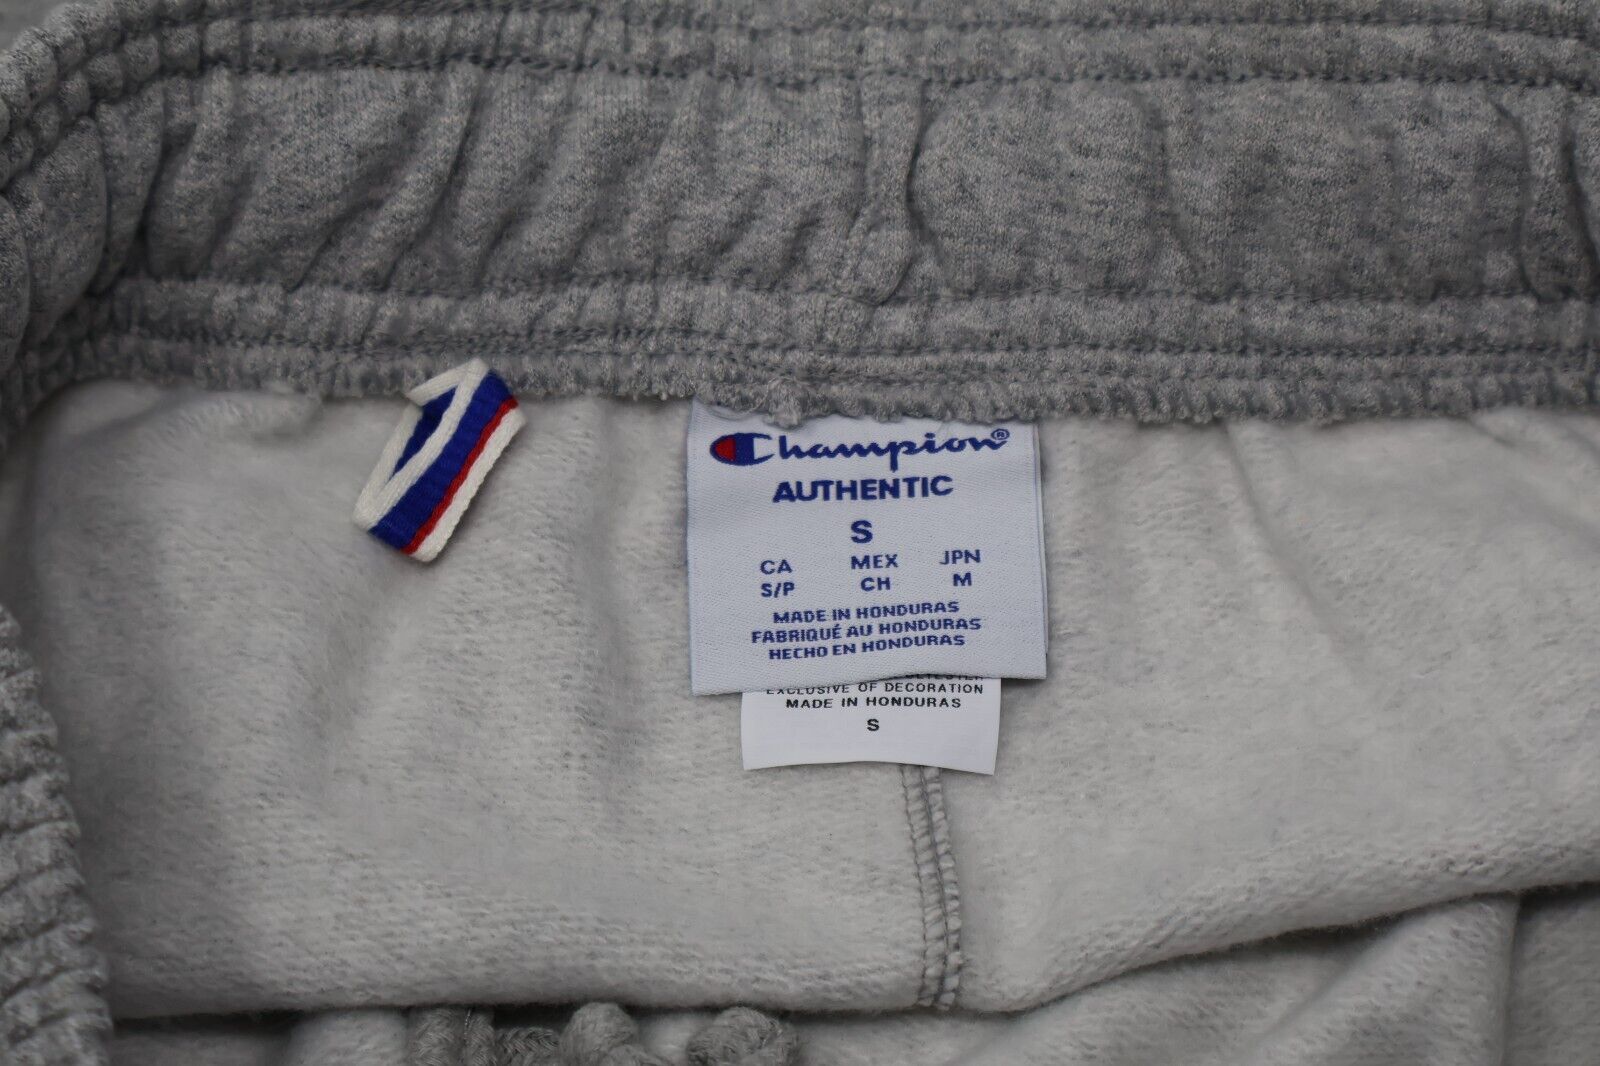 Champion®
AUTHENTIC
S
CA MEX JPN
S/P CH M
MADE IN HONDURAS
FABRIQUÉ AU HONDURAS
HECHO EN HONDURAS
EXCLUSIVE OF DECORATION
MADE IN HONDURAS
S